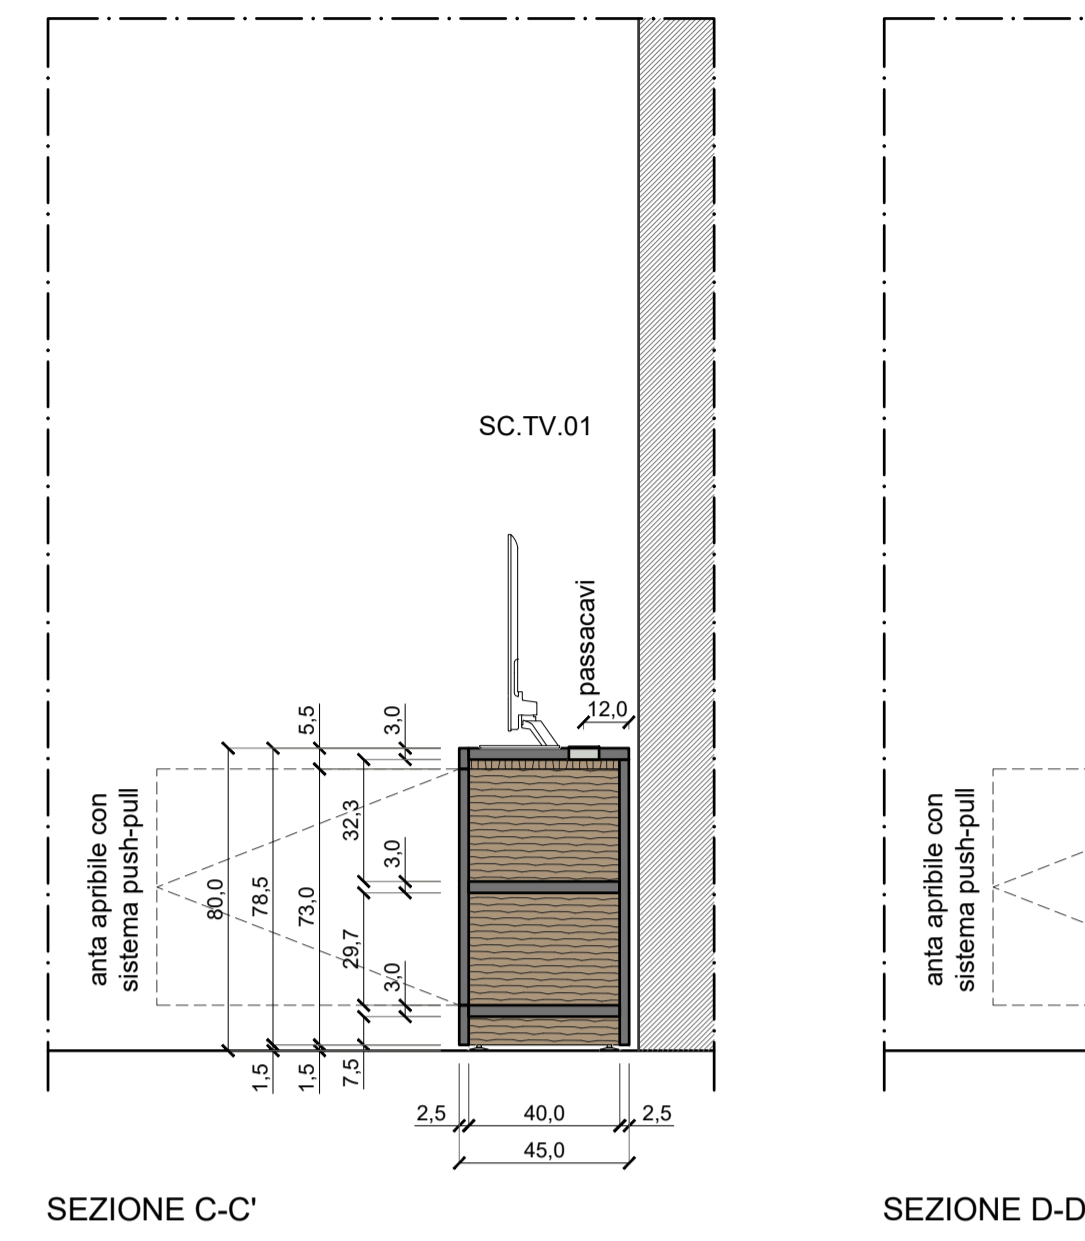 SC.TV.01
passacavi
12,0
5,5
3,0
anta apribile con
sistema push-pull
80,0
78,5
73,0
32,3
3,0
29,7
3,0
1,5
1,5
7,5
2,5
40,0
2,5
45,0
SEZIONE C-C'
anta apribile con
sistema push-pull
SEZIONE D-D